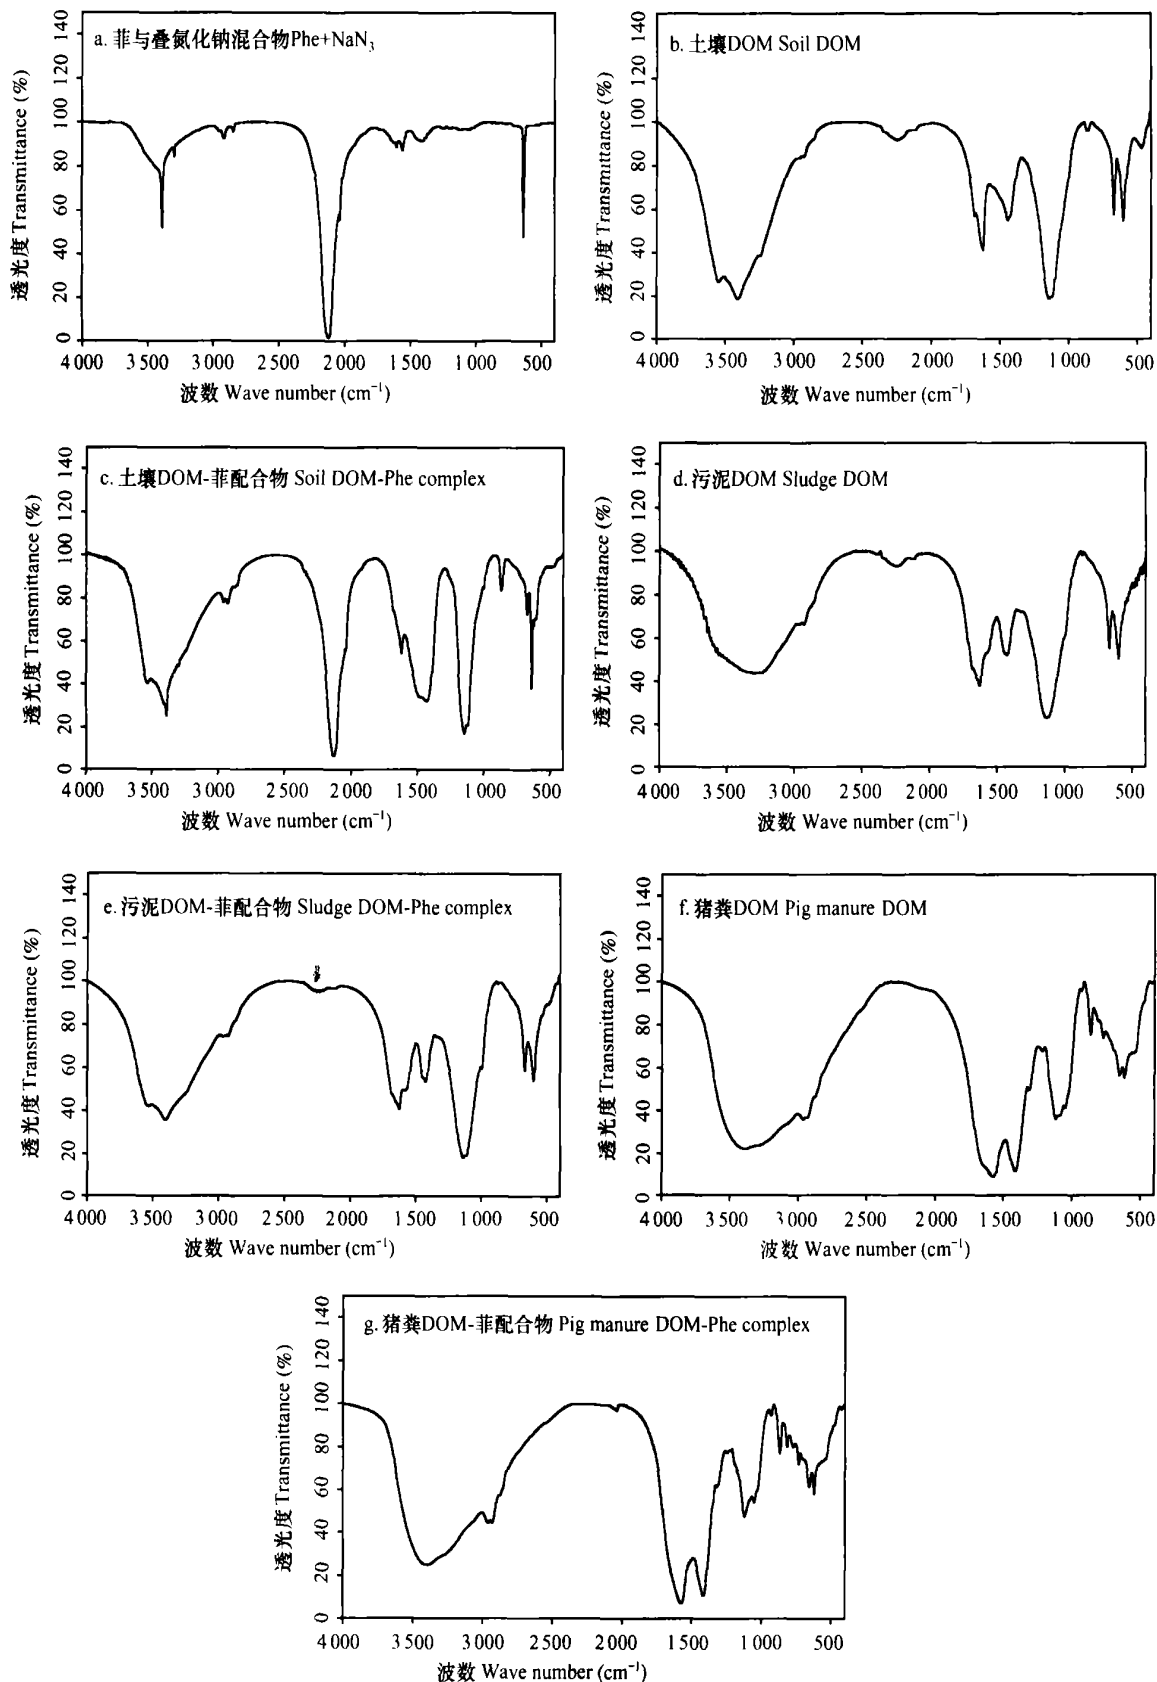 a. 菲与叠氮化钠混合物Phe+NaN₃
透光度 Transmittance (%)
0 20 40 60 80 100 120 140
4 000 3 500 3 000 2 500 2 000 1 500 1 000 500
波数 Wave number (cm⁻¹)
b. 土壤DOM Soil DOM
透光度 Transmittance (%)
0 20 40 60 80 100 120 140
4 000 3 500 3 000 2 500 2 000 1 500 1 000 500
波数 Wave number (cm⁻¹)
c. 土壤DOM-菲配合物 Soil DOM-Phe complex
透光度 Transmittance (%)
0 20 40 60 80 100 120 140
4 000 3 500 3 000 2 500 2 000 1 500 1 000 500
波数 Wave number (cm⁻¹)
d. 污泥DOM Sludge DOM
透光度 Transmittance (%)
0 20 40 60 80 100 120 140
4 000 3 500 3 000 2 500 2 000 1 500 1 000 500
波数 Wave number (cm⁻¹)
e. 污泥DOM-菲配合物 Sludge DOM-Phe complex
透光度 Transmittance (%)
0 20 40 60 80 100 120 140
4 000 3 500 3 000 2 500 2 000 1 500 1 000 500
波数 Wave number (cm⁻¹)
f. 猪粪DOM Pig manure DOM
透光度 Transmittance (%)
0 20 40 60 80 100 120 140
4 000 3 500 3 000 2 500 2 000 1 500 1 000 500
波数 Wave number (cm⁻¹)
g. 猪粪DOM-菲配合物 Pig manure DOM-Phe complex
透光度 Transmittance (%)
0 20 40 60 80 100 120 140
4 000 3 500 3 000 2 500 2 000 1 500 1 000 500
波数 Wave number (cm⁻¹)